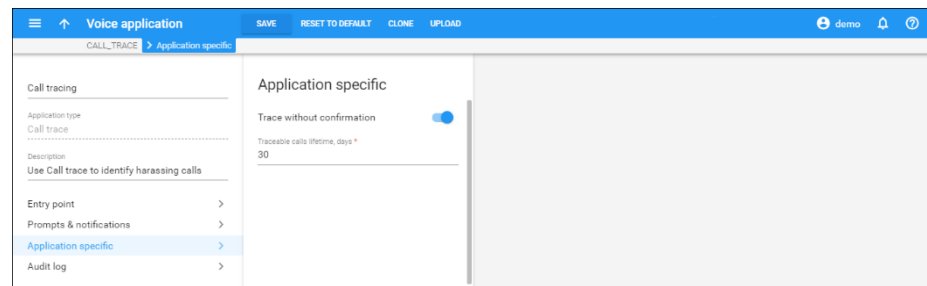 Voice application SAVE RESET TO DEFAULT CLONE UPLOAD demo
CALL_TRACE Application specific
Call tracing
Application type
Call trace
Description
Use Call trace to identify harassing calls
Entry point
Prompts & notifications
Application specific
Audit log
Application specific
Trace without confirmation
Traceable calls lifetime, days *
30